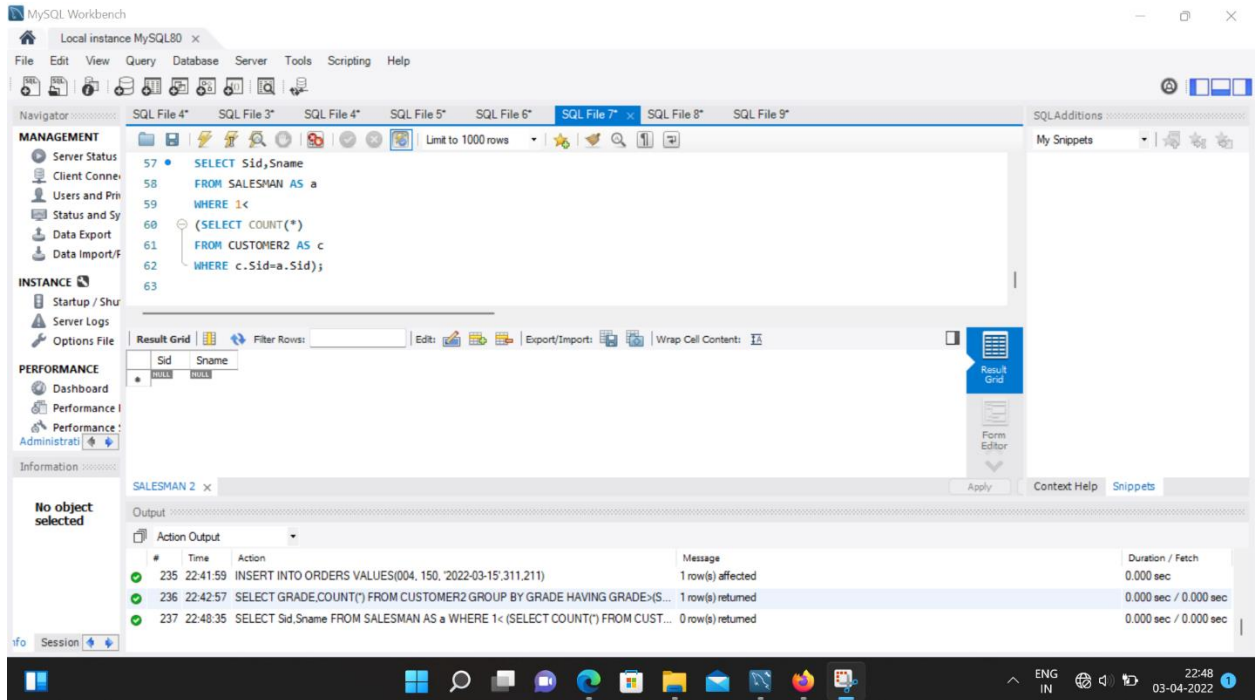 MySQL Workbench
Local instance MySQL80
File Edit View Query Database Server Tools Scripting Help
Navigator
MANAGEMENT
Server Status
Client Conne
Users and Pri
Status and Sy
Data Export
Data Import/
INSTANCE
Startup / Shu
Server Logs
Options File
PERFORMANCE
Dashboard
Performance
Performance
Administrati
Information
No object
selected
nfo Session
SQL File 4* SQL File 3* SQL File 4* SQL File 5* SQL File 6* SQL File 7* SQL File 8* SQL File 9*
Limit to 1000 rows
57 SELECT Sid,Sname
58 FROM SALESMAN AS a
59 WHERE 1<
60 (SELECT COUNT(*)
61 FROM CUSTOMER2 AS c
62 WHERE c.Sid=a.Sid);
63
Result Grid Filter Rows: Edit: Export/Import: Wrap Cell Content:
Sid Sname
NULL NULL
Result
Grid
Form
Editor
SALESMAN 2 Apply
SQLAdditions
My Snippets
Context Help Snippets
Output
Action Output
# Time Action Message Duration / Fetch
235 22:41:59 INSERT INTO ORDERS VALUES(004, 150, '2022-03-15',311,211) 1 row(s) affected 0.000 sec
236 22:42:57 SELECT GRADE,COUNT(*) FROM CUSTOMER2 GROUP BY GRADE HAVING GRADE>(S... 1 row(s) returned 0.000 sec / 0.000 sec
237 22:48:35 SELECT Sid,Sname FROM SALESMAN AS a WHERE 1< (SELECT COUNT(*) FROM CUST... 0 row(s) returned 0.000 sec / 0.000 sec
ENG
IN
22:48
03-04-2022
1